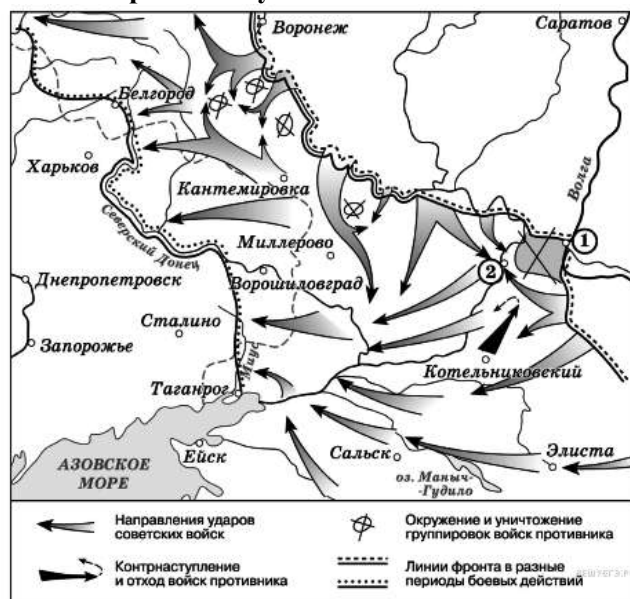 Воронеж
Саратов
Белгород
Волга
Харьков
Кантемировка
1
Северский Донец
Миллерово
2
Днепропетровск
Ворошиловград
Сталино
Запорожье
Миус
Котельниковский
Таганрог
Ейск
Сальск
Элиста
АЗОВСКОЕ
МОРЕ
оз. Маныч-
-Гудило
Направления ударов
советских войск
Окружение и уничтожение
группировок войск противника
Контрнаступление
и отход войск противника
Линии фронта в разные
периоды боевых действий